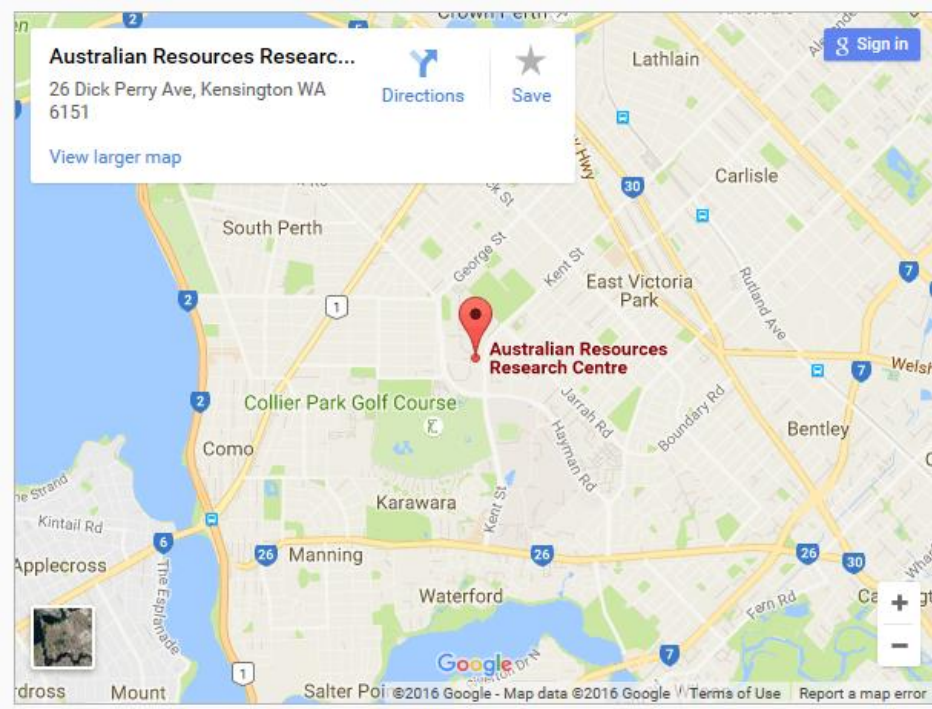 Crown Perth
2
5
Australian Resources Researc...
26 Dick Perry Ave, Kensington WA
6151
Directions
Save
View larger map
Sign in
Lathlain
30
Carlisle
South Perth
George St
Kent St
East Victoria
Park
Rutland Ave
7
2
1
Australian Resources
Research Centre
7
Welsh
2
Collier Park Golf Course
Jarrah Rd
Boundary Rd
Hayman Rd
Bentley
Como
Karawara
Kent St
Kintail Rd
6
26
Manning
26
26
30
Applecross
The Esplanade
Waterford
Fern Rd
+
−
7
Google
1
Mount
Salter Poi
©2016 Google - Map data ©2016 Google
Terms of Use
Report a map error